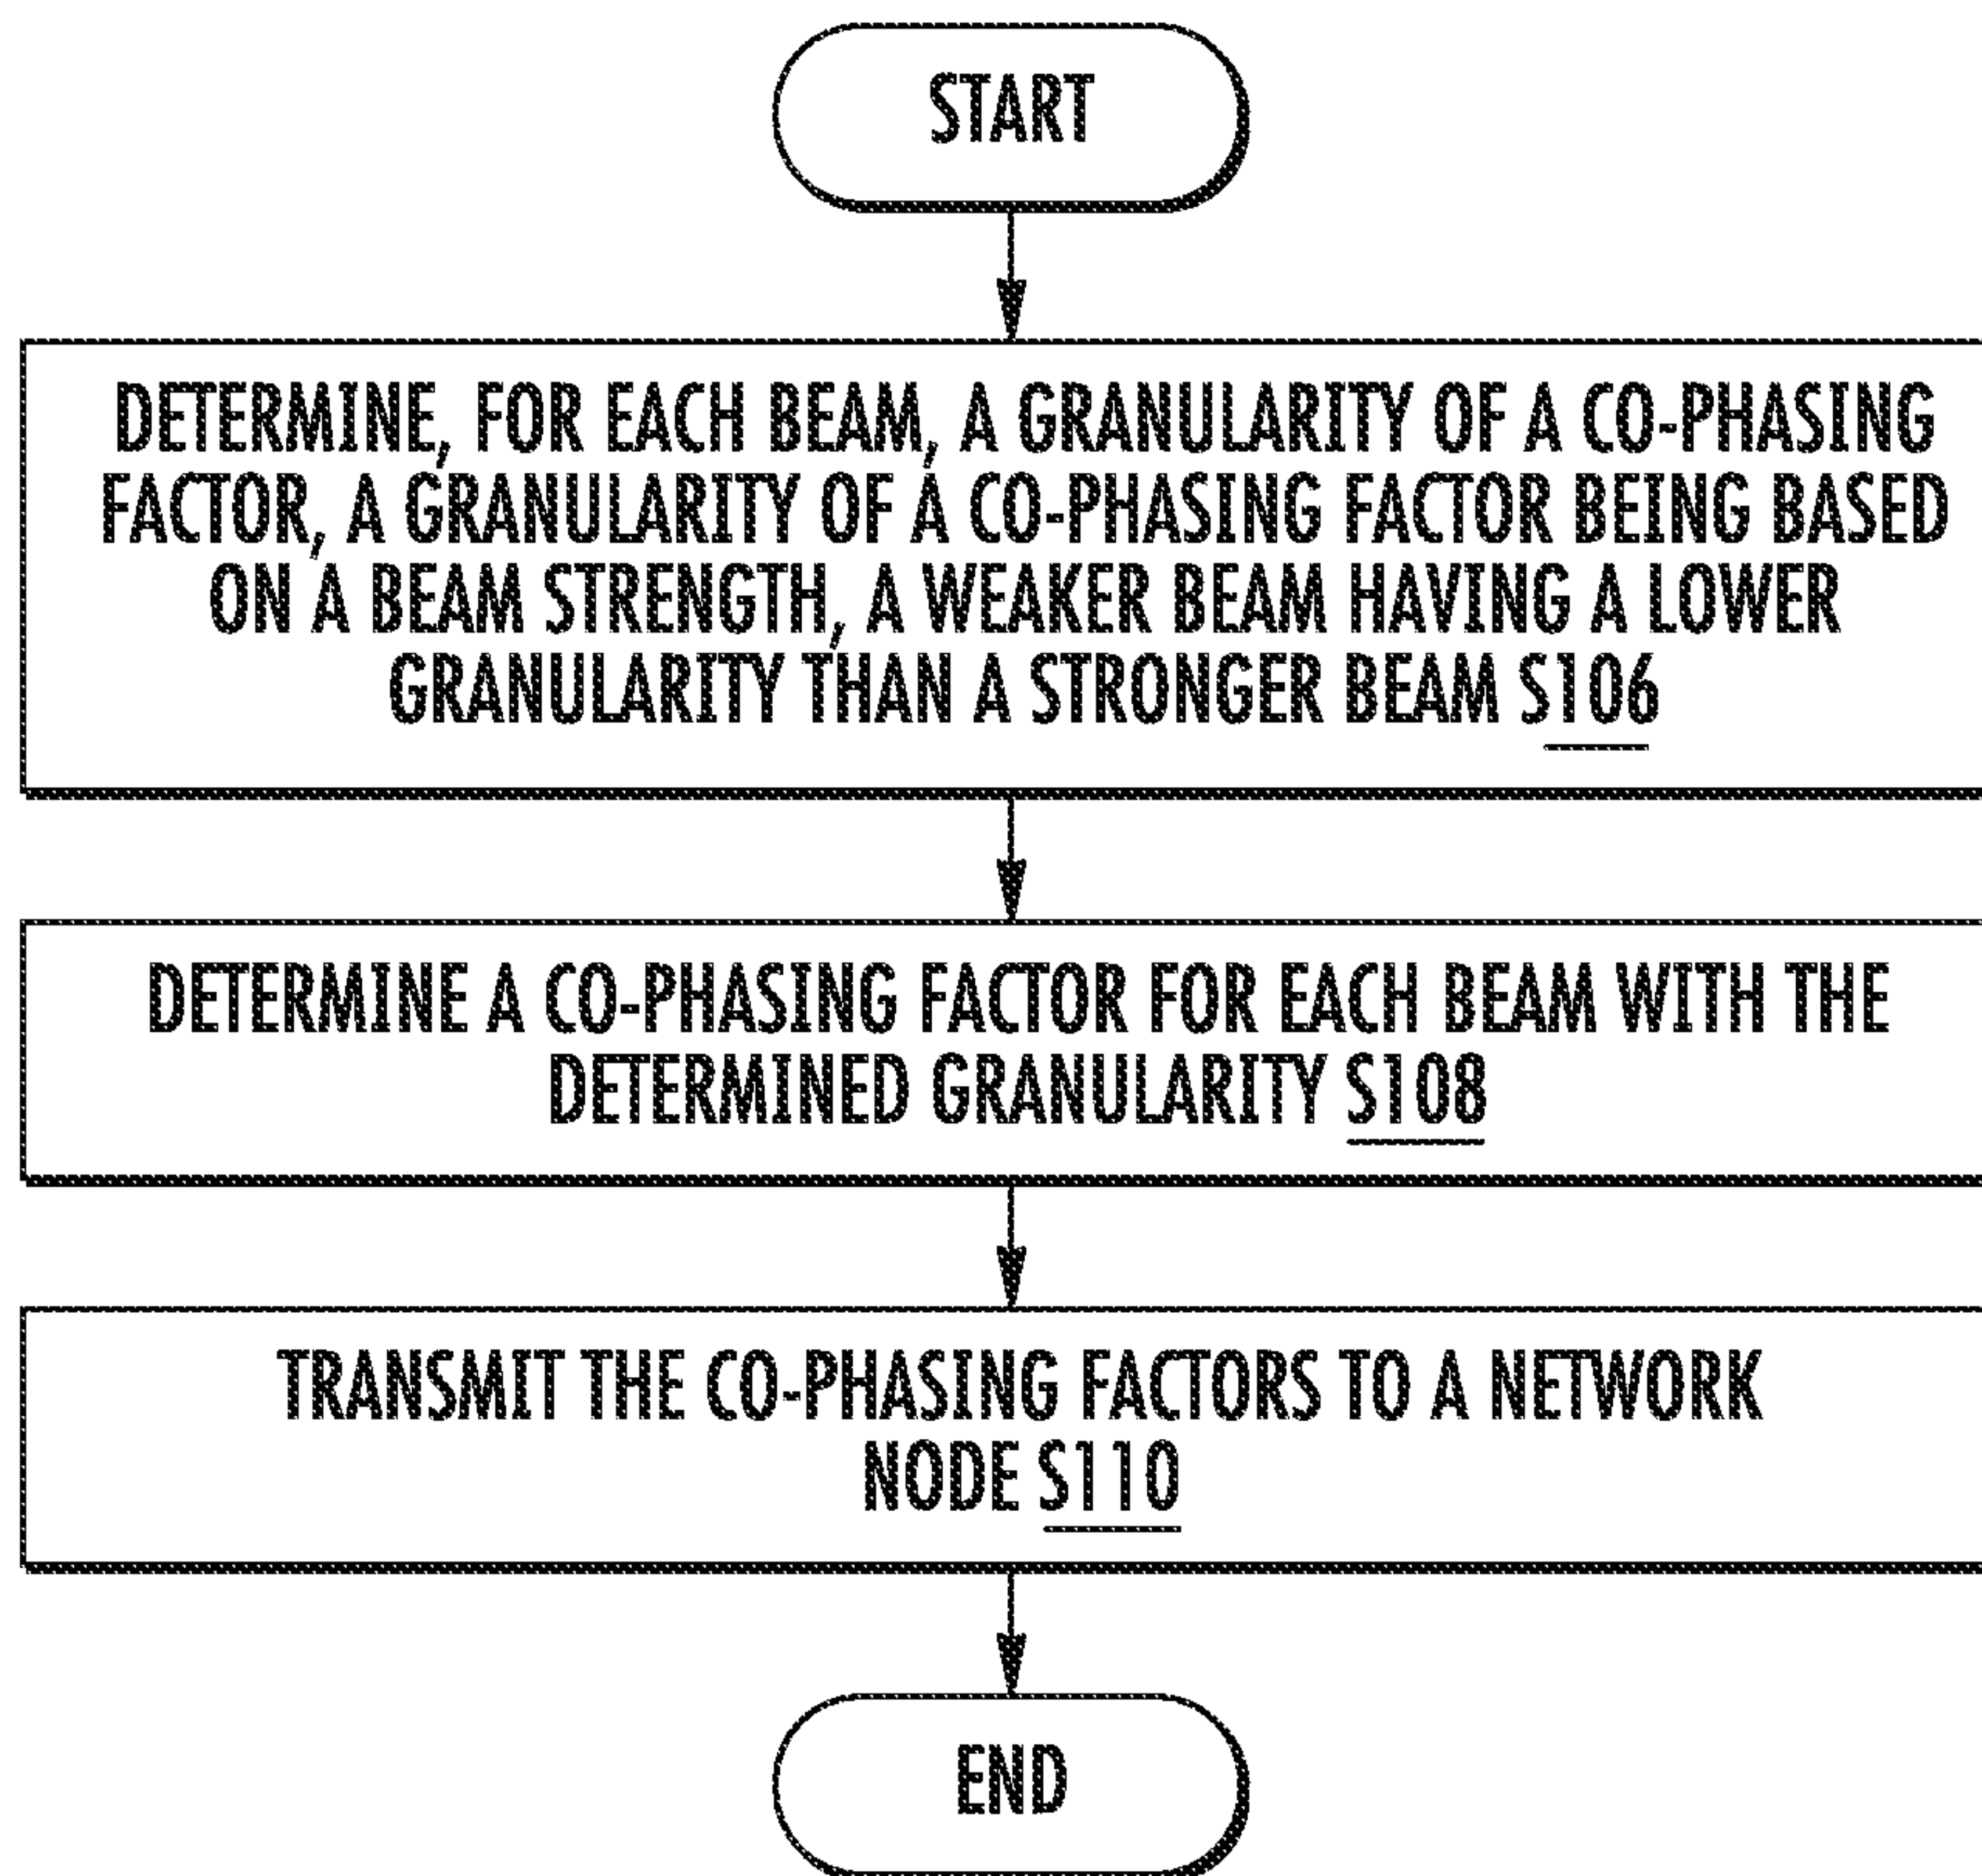 START
DETERMINE, FOR EACH BEAM, A GRANULARITY OF A CO-PHASING
FACTOR, A GRANULARITY OF A CO-PHASING FACTOR BEING BASED
ON A BEAM STRENGTH, A WEAKER BEAM HAVING A LOWER
GRANULARITY THAN A STRONGER BEAM S106
DETERMINE A CO-PHASING FACTOR FOR EACH BEAM WITH THE
DETERMINED GRANULARITY S108
TRANSMIT THE CO-PHASING FACTORS TO A NETWORK
NODE S110
END